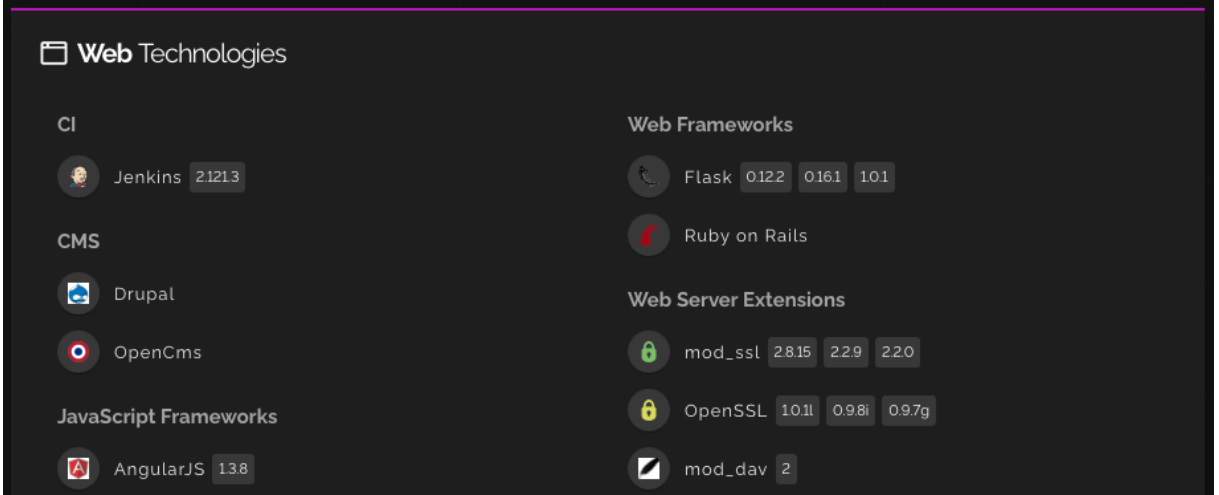 Web Technologies
CI
Jenkins 2.121.3
CMS
Drupal
OpenCms
JavaScript Frameworks
AngularJS 1.3.8
Web Frameworks
Flask 0.12.2 0.16.1 1.0.1
Ruby on Rails
Web Server Extensions
mod_ssl 2.8.15 2.2.9 2.2.0
OpenSSL 1.0.1l 0.9.8i 0.9.7g
mod_dav 2